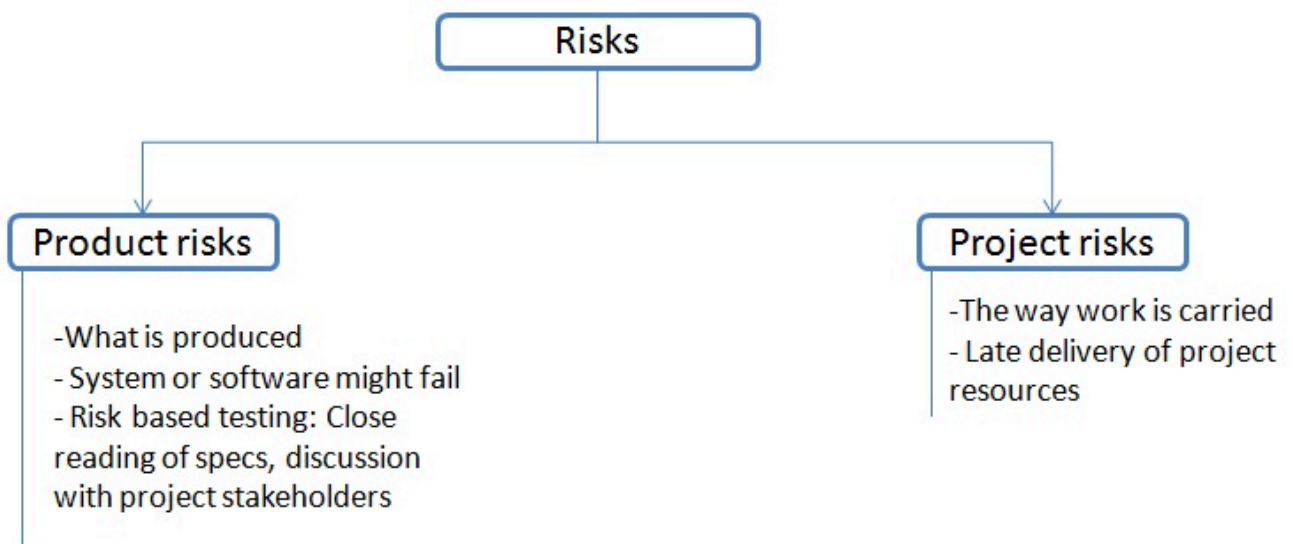 Risks
Product risks
-What is produced
- System or software might fail
- Risk based testing: Close
reading of specs, discussion
with project stakeholders
Project risks
-The way work is carried
- Late delivery of project
resources